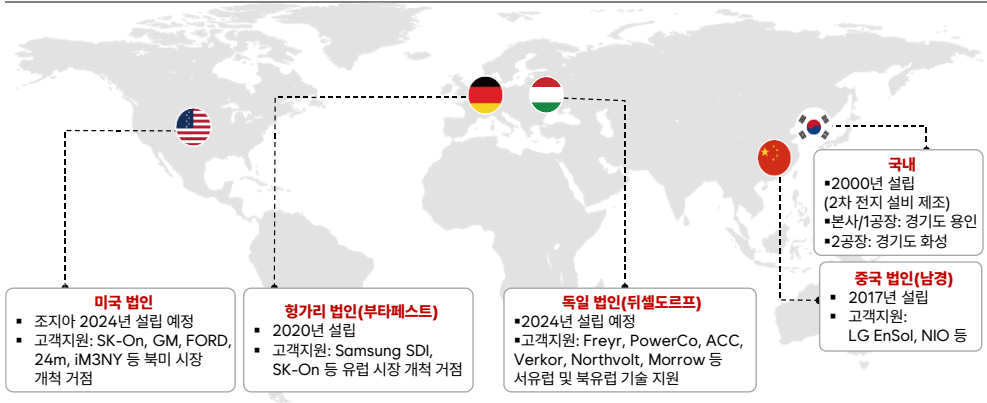 국내
▪2000년 설립
(2차 전지 설비 제조)
▪본사/1공장: 경기도 용인
▪2공장: 경기도 화성
중국 법인(남경)
▪ 2017년 설립
▪ 고객지원:
LG EnSol, NIO 등
미국 법인
▪ 조지아 2024년 설립 예정
▪ 고객지원: SK-On, GM, FORD,
24m, iM3NY 등 북미 시장
개척 거점
헝가리 법인(부타페스트)
▪ 2020년 설립
▪ 고객지원: Samsung SDI,
SK-On 등 유럽 시장 개척 거점
독일 법인(뒤셀도르프)
▪2024년 설립 예정
▪고객지원: Freyr, PowerCo, ACC,
Verkor, Northvolt, Morrow 등
서유럽 및 북유럽 기술 지원